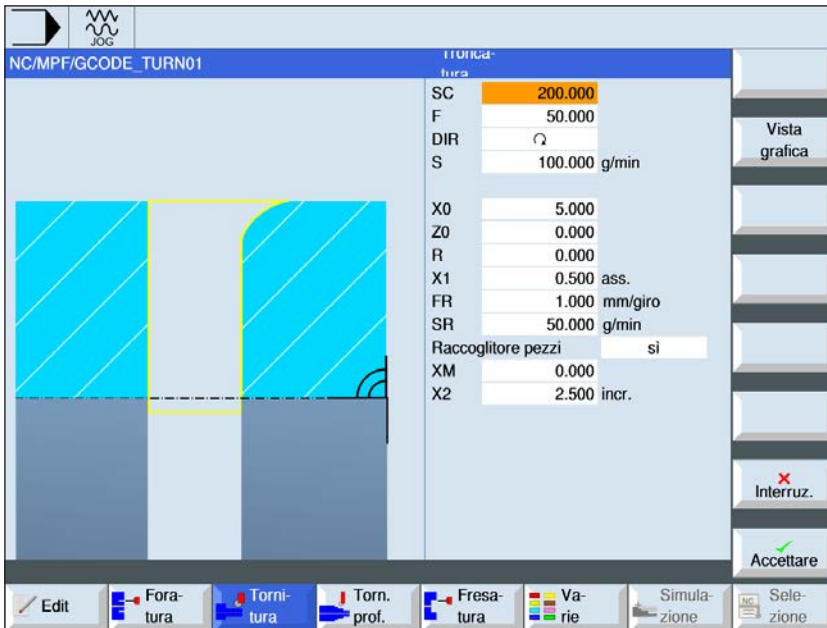 JOG
NC/MPF/GCODE_TURN01
Tronca-
tura
SC 200.000
F 50.000
DIR
S 100.000 g/min
X0 5.000
Z0 0.000
R 0.000
X1 0.500 ass.
FR 1.000 mm/giro
SR 50.000 g/min
Raccoglitore pezzi sì
XM 0.000
X2 2.500 incr.
Vista
grafica
Interruz.
Accettare
Edit
Fora-
tura
Torni-
tura
Torn.
prof.
Fresa-
tura
Va-
rie
Simula-
zione
NC
Sele-
zione